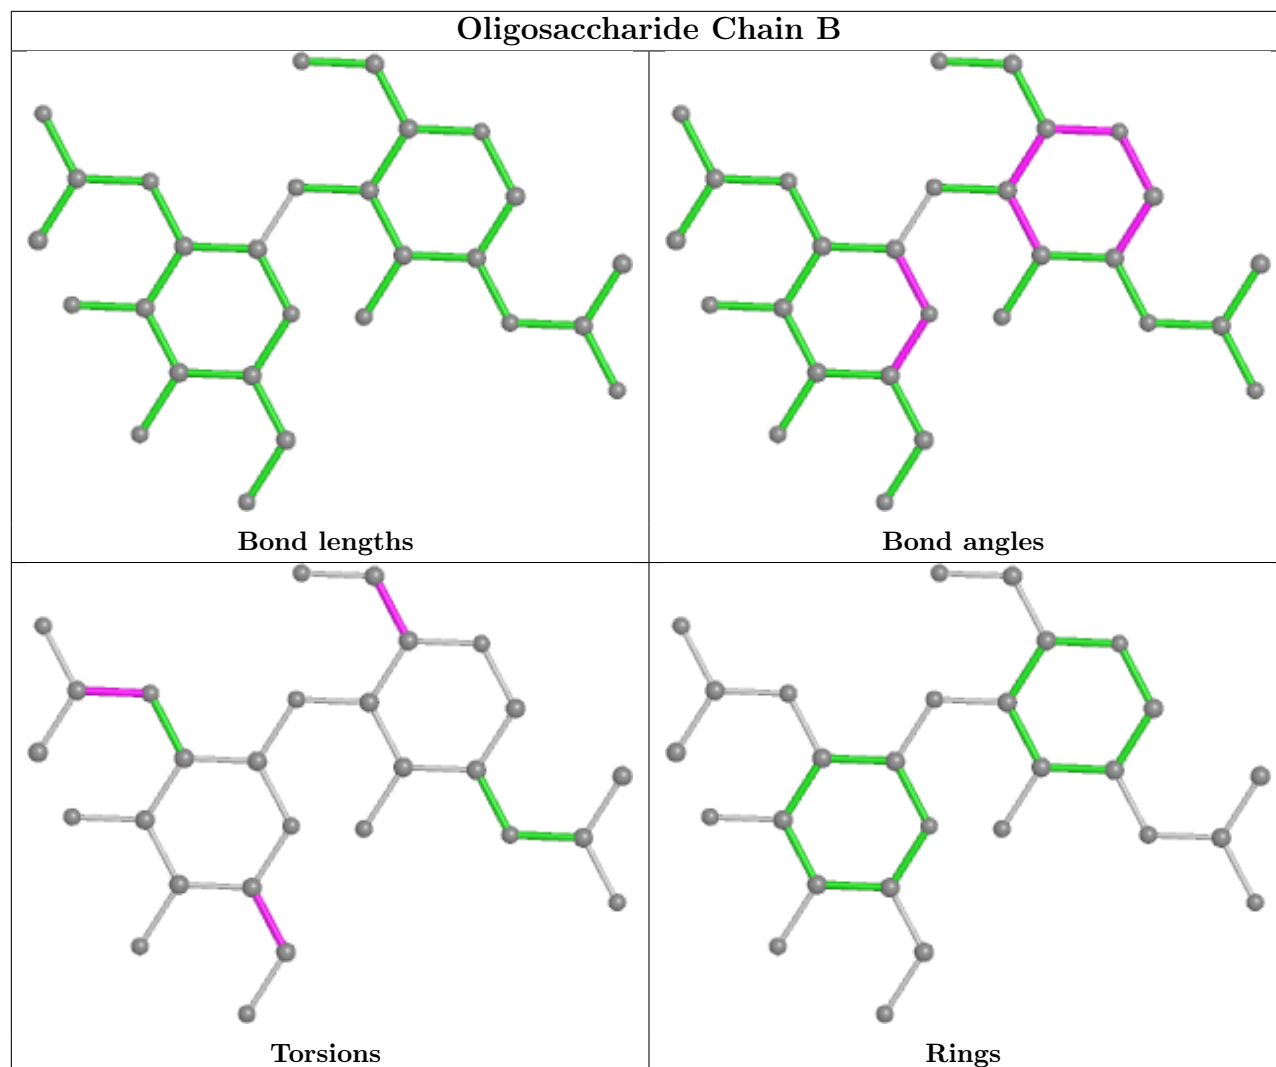 Oligosaccharide Chain B
Bond lengths
Bond angles
Torsions
Rings